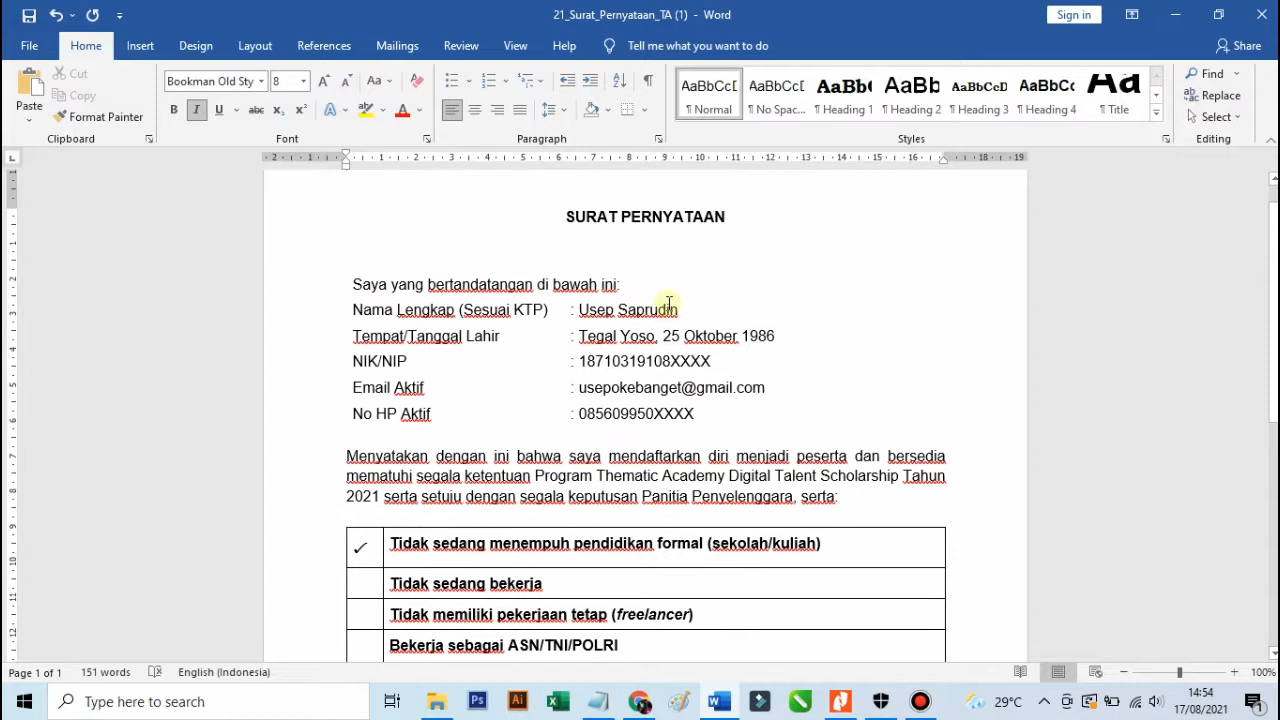 21_Surat_Pernyataan_TA (1) - Word
Sign in
File Home Insert Design Layout References Mailings Review View Help Tell me what you want to do Share
Paste
Cut
Copy
Format Painter
Clipboard
Bookman Old Sty 8
Font
Paragraph
AaBbCcD AaBbCcD AaBbC AaBb AaBbCcD AaBbCc Aa
¶ Normal ¶ No Spac... Heading 1 ¶ Heading 2 ¶ Heading 3 ¶ Heading 4 ¶ Title
Styles
Find
Replace
Select
Editing
SURAT PERNYATAAN
Saya yang bertandatangan di bawah ini:
Nama Lengkap (Sesuai KTP) : Usep Saprudin
Tempat/Tanggal Lahir : Tegal Yoso, 25 Oktober 1986
NIK/NIP : 18710319108XXXX
Email Aktif : usepokebanget@gmail.com
No HP Aktif : 085609950XXXX
Menyatakan dengan ini bahwa saya mendaftarkan diri menjadi peserta dan bersedia
mematuhi segala ketentuan Program Thematic Academy Digital Talent Scholarship Tahun
2021 serta setuju dengan segala keputusan Panitia Penyelenggara, serta:
✓ Tidak sedang menempuh pendidikan formal (sekolah/kuliah)
Tidak sedang bekerja
Tidak memiliki pekerjaan tetap (freelancer)
Bekerja sebagai ASN/TNI/POLRI
Page 1 of 1 151 words English (Indonesia) 100%
Type here to search
29°C
14:54
17/08/2021